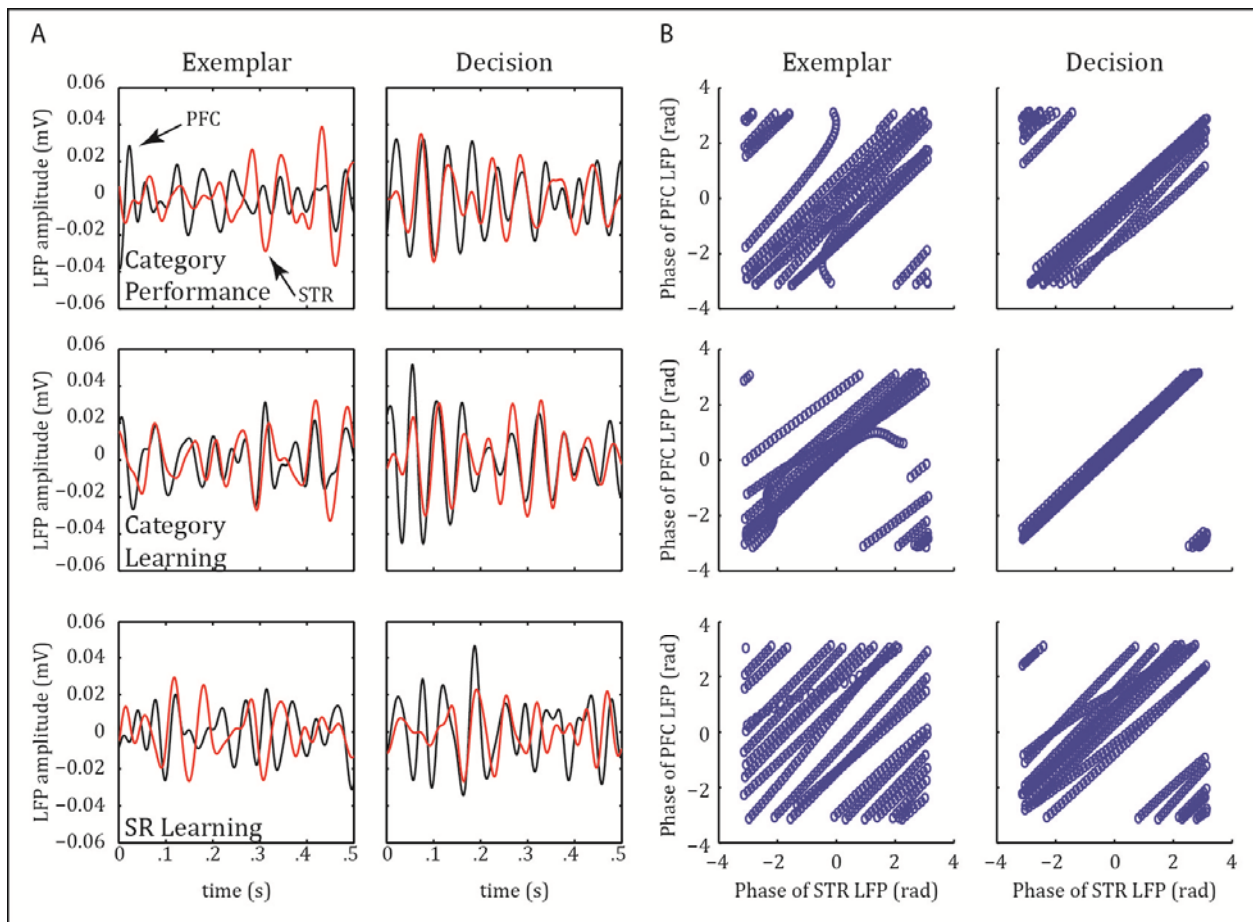 A
B
Exemplar
Decision
Exemplar
Decision
LFP amplitude (mV)
0.06
0.04
0.02
0
−0.02
−0.04
−0.06
PFC
STR
Category
Performance
Phase of PFC LFP (rad)
4
2
0
−2
−4
LFP amplitude (mV)
0.06
0.04
0.02
0
−0.02
−0.04
−0.06
Category
Learning
Phase of PFC LFP (rad)
4
2
0
−2
−4
LFP amplitude (mV)
0.06
0.04
0.02
0
−0.02
−0.04
−0.06
SR Learning
0 .1 .2 .3 .4 .5
time (s)
0 .1 .2 .3 .4 .5
time (s)
Phase of PFC LFP (rad)
4
2
0
−2
−4
−4 −2 0 2 4
Phase of STR LFP (rad)
−4 −2 0 2 4
Phase of STR LFP (rad)